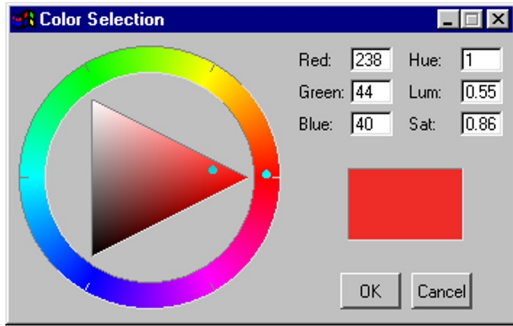 Color Selection
Red: 238 Hue: 1
Green: 44 Lum: 0.55
Blue: 40 Sat: 0.86
OK Cancel